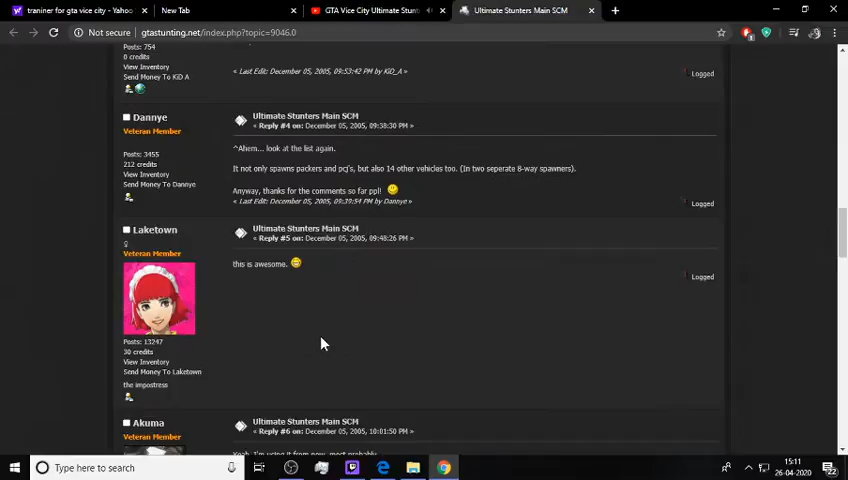 traniner for gta vice city - Yahoo
New Tab
GTA Vice City Ultimate Stunt
Ultimate Stunters Main SCM
Not secure
gtastunting.net/index.php?topic=9046.0
Posts: 754
0 credits
View Inventory
Send Money To KiD A
« Last Edit: December 05, 2005, 09:53:42 PM by KiD_A »
Logged
Dannye
Veteran Member
Posts: 3455
212 credits
View Inventory
Send Money To Dannye
Ultimate Stunters Main SCM
« Reply #4 on: December 05, 2005, 09:38:30 PM »
^Ahem... look at the list again.
It not only spawns packers and pcj's, but also 14 other vehicles too. (In two seperate 8-way spawners).
Anyway, thanks for the comments so far ppl!
« Last Edit: December 05, 2005, 09:39:54 PM by Dannye »
Logged
Laketown
Veteran Member
Posts: 13247
30 credits
View Inventory
Send Money To Laketown
the impostress
Ultimate Stunters Main SCM
« Reply #5 on: December 05, 2005, 09:48:26 PM »
this is awesome.
Logged
Akuma
Veteran Member
Ultimate Stunters Main SCM
« Reply #6 on: December 05, 2005, 10:01:50 PM »
Yeah, I'm using it from now, most probably.
Type here to search
15:11
26-04-2020
22